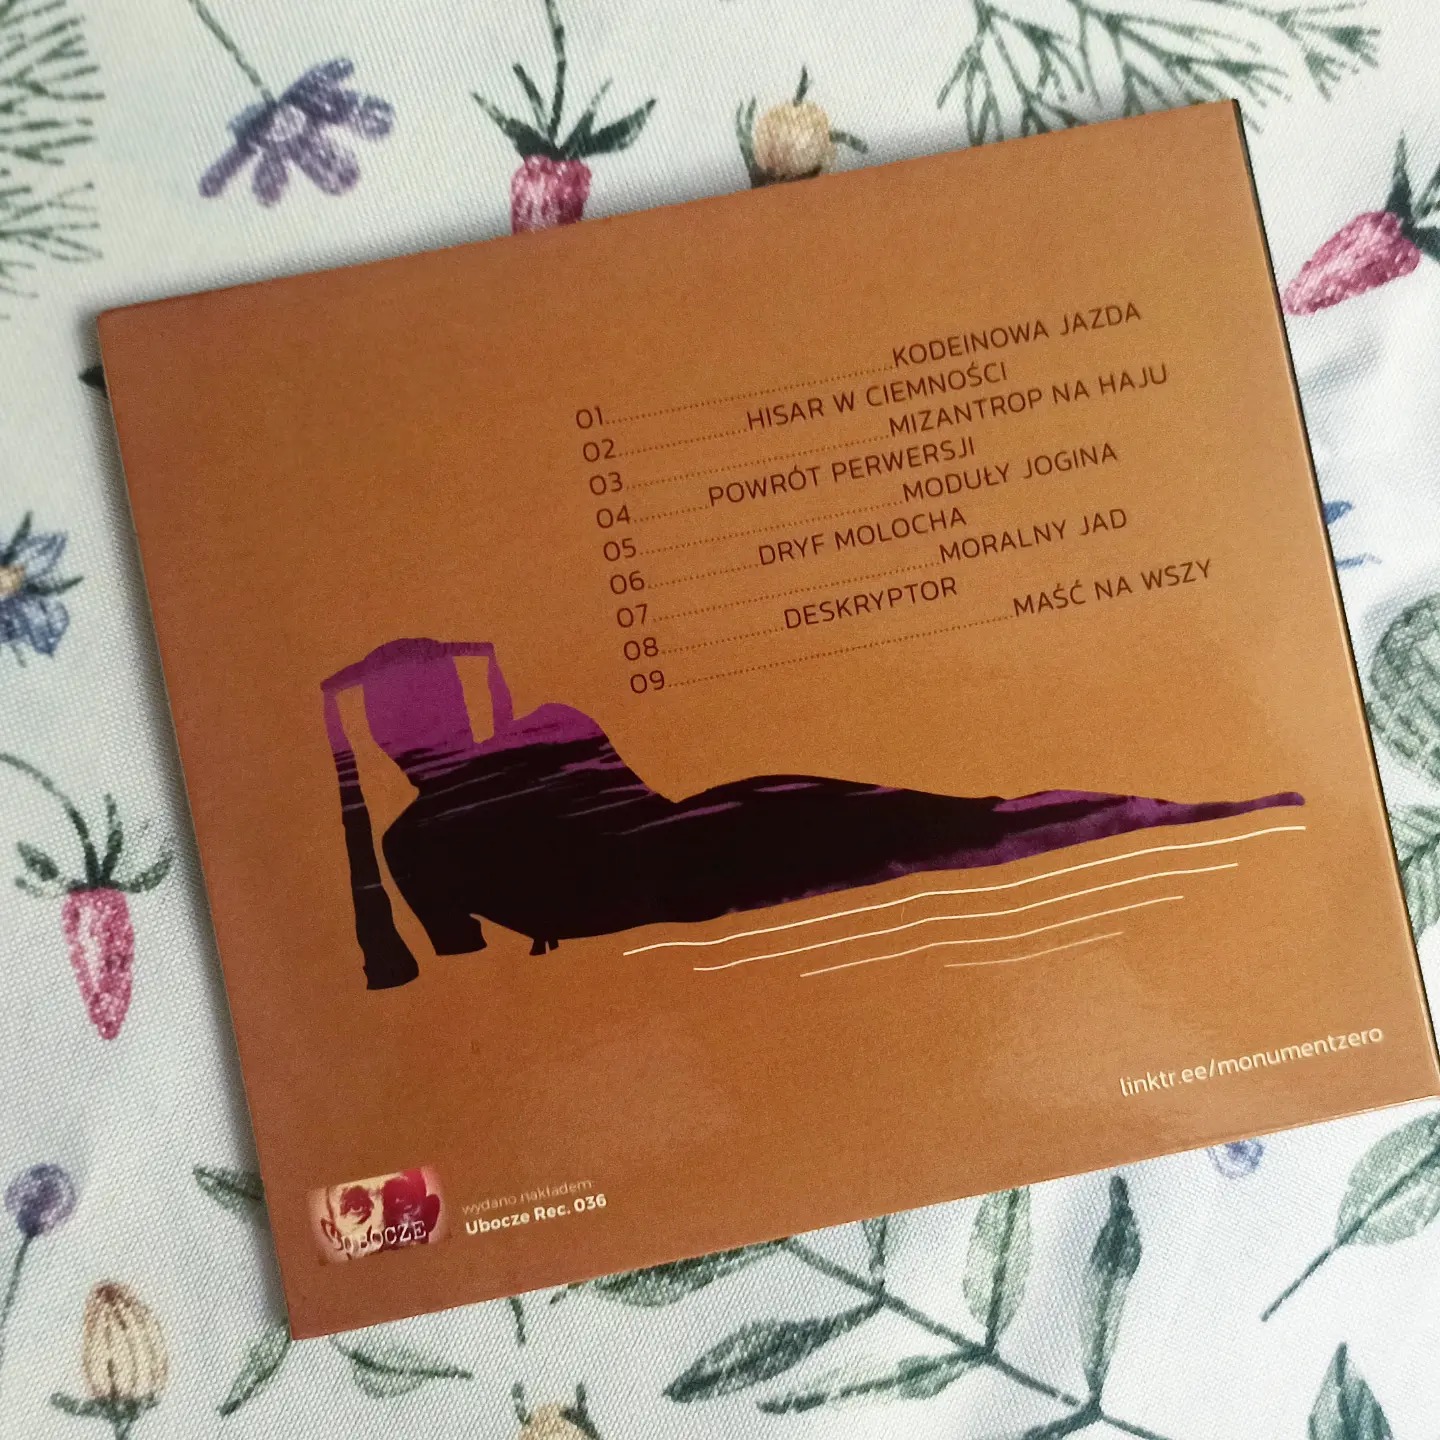 01..........KODEINOWA JAZDA
02..........HISAR W CIEMNOŚCI
03..........MIZANTROP NA HAJU
04..........POWRÓT PERWERSJI
05..........MODUŁY JOGINA
06..........DRYF MOLOCHA
07..........MORALNY JAD
08..........DESKRYPTOR
09..........MAŚĆ NA WSZY
linktr.ee/monumentzero
UBOCZE
wydano nakładem:
Ubocze Rec. 036